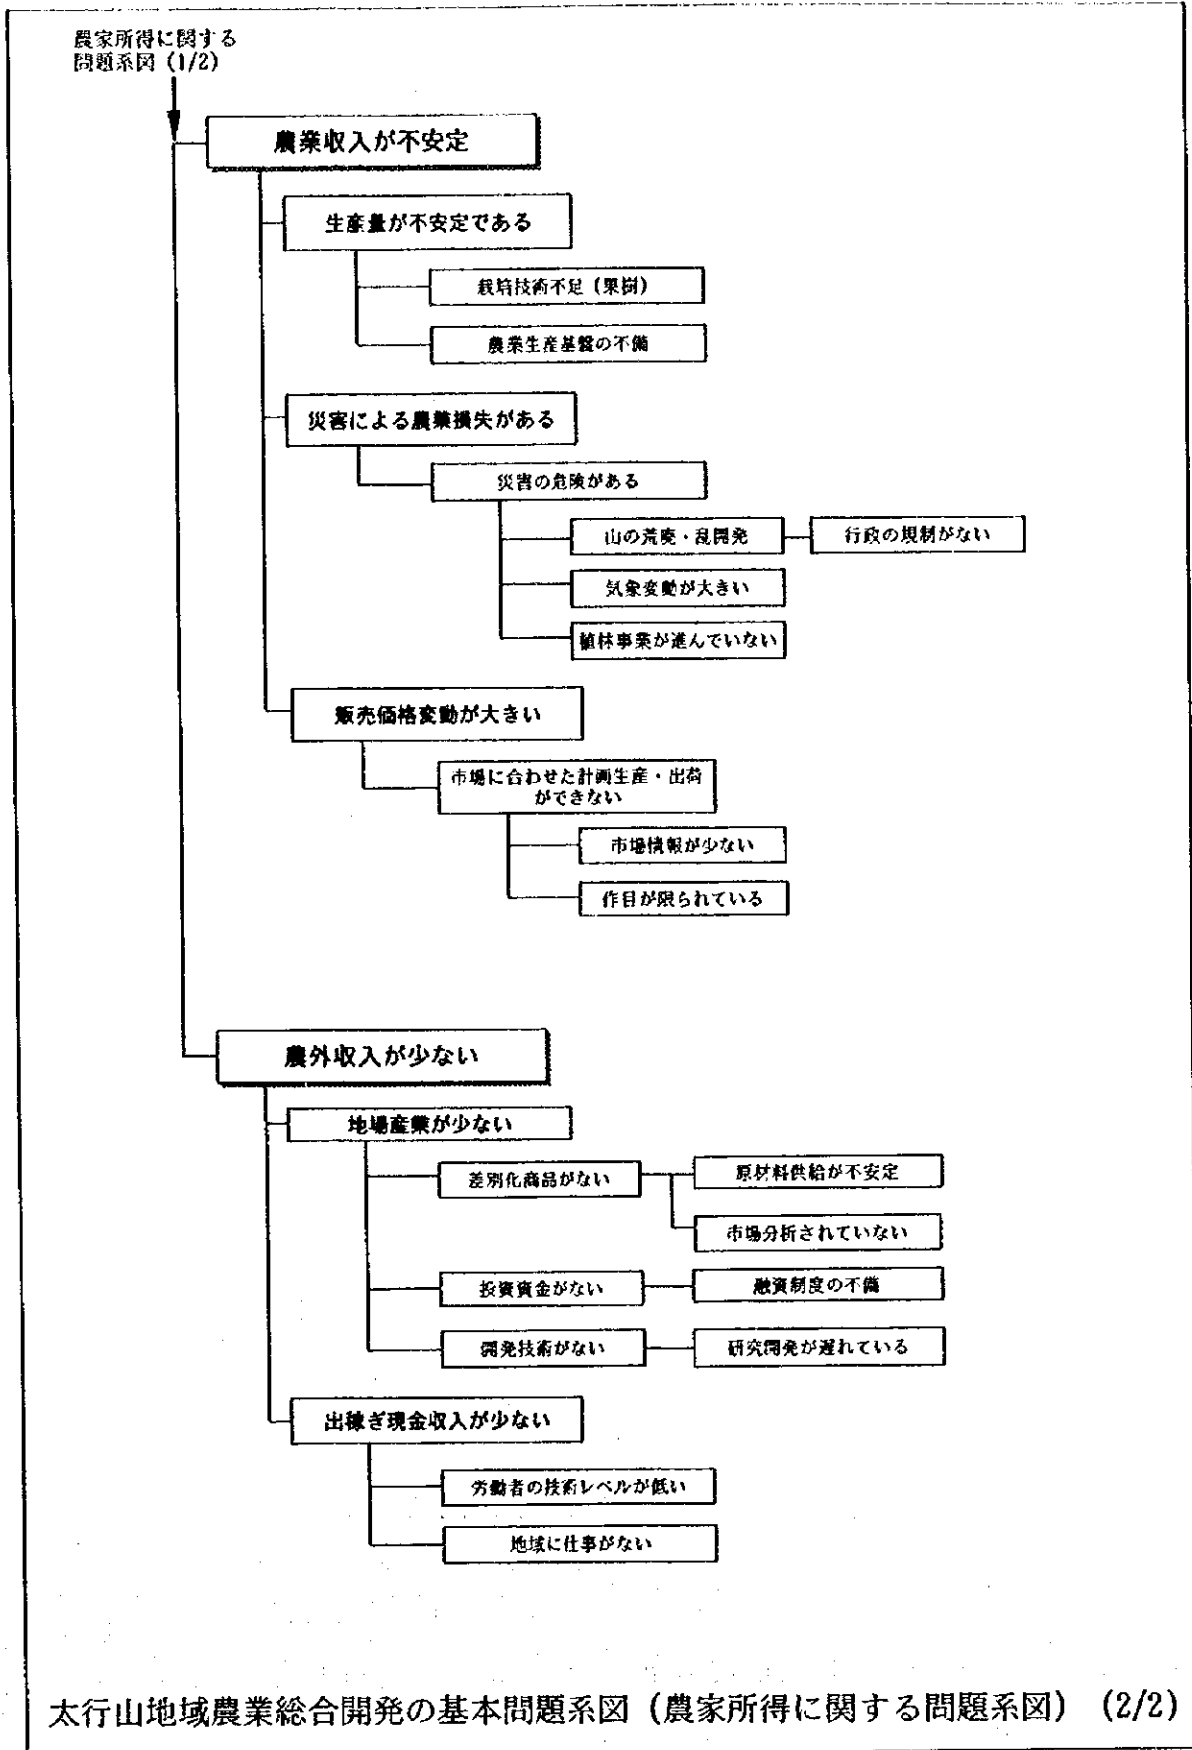 農家所得に関する
問題系図 (1/2)
農業収入が不安定
生産量が不安定である
栽培技術不足 (果樹)
農業生産基盤の不備
災害による農業損失がある
災害の危険がある
山の荒廃・乱開発
行政の規制がない
気象変動が大きい
植林事業が進んでいない
販売価格変動が大きい
市場に合わせた計画生産・出荷
ができない
市場情報が少ない
作目が限られている
農外収入が少ない
地場産業が少ない
差別化商品がない
原材料供給が不安定
市場分析されていない
投資資金がない
融資制度の不備
開発技術がない
研究開発が遅れている
出稼ぎ現金収入が少ない
労働者の技術レベルが低い
地域に仕事がない
太行山地域農業総合開発の基本問題系図 (農家所得に関する問題系図) (2/2)